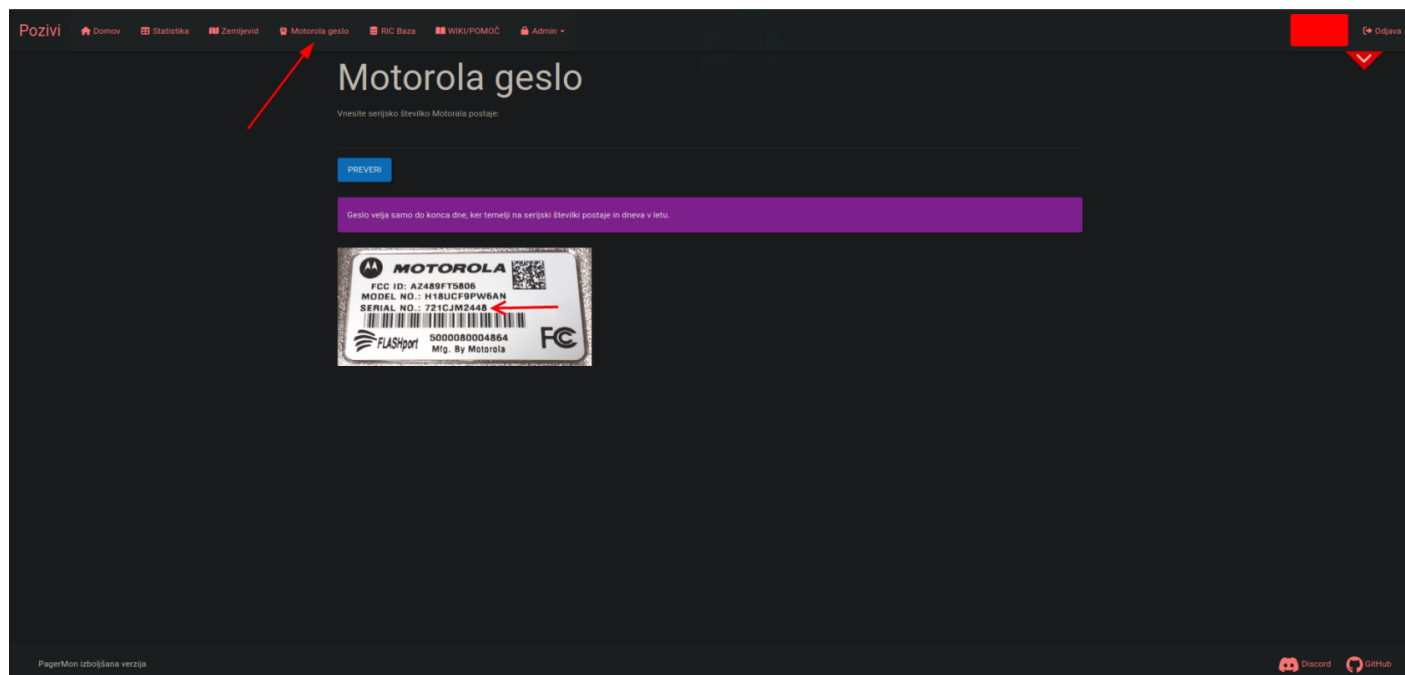 Pozivi Domov Statistika Zemljevid Motorola geslo RIC Baza WIKI/POMOČ Admin Odjava
Motorola geslo
Vnesite serijsko številko Motorala postaje:
PREVERI
Geslo velja samo do konca dne, ker temelji na serijski številki postaje in dneva v letu.
MOTOROLA
FCC ID: AZ489FT5806
MODEL NO.: H18UCF9PW6AN
SERIAL NO.: 721CJM2448
FLASHport 5000080004864 FC
Mfg. By Motorola
PagerMon izboljšana verzija Discord GitHub